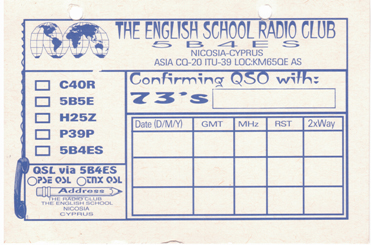 THE ENGLISH SCHOOL RADIO CLUB
5B4ES
NICOSIA-CYPRUS
ASIA CQ-20 ITU-39 LOC:KM65QE AS
Confirming QSO with:
73's
C40R
5B5E
H25Z
P39P
5B4ES
Date (D/M/Y) GMT MHz RST 2xWay
QSL via 5B4ES
PSE QSL TNX QSL
Address
THE RADIO CLUB
THE ENGLISH SCHOOL
NICOSIA
CYPRUS